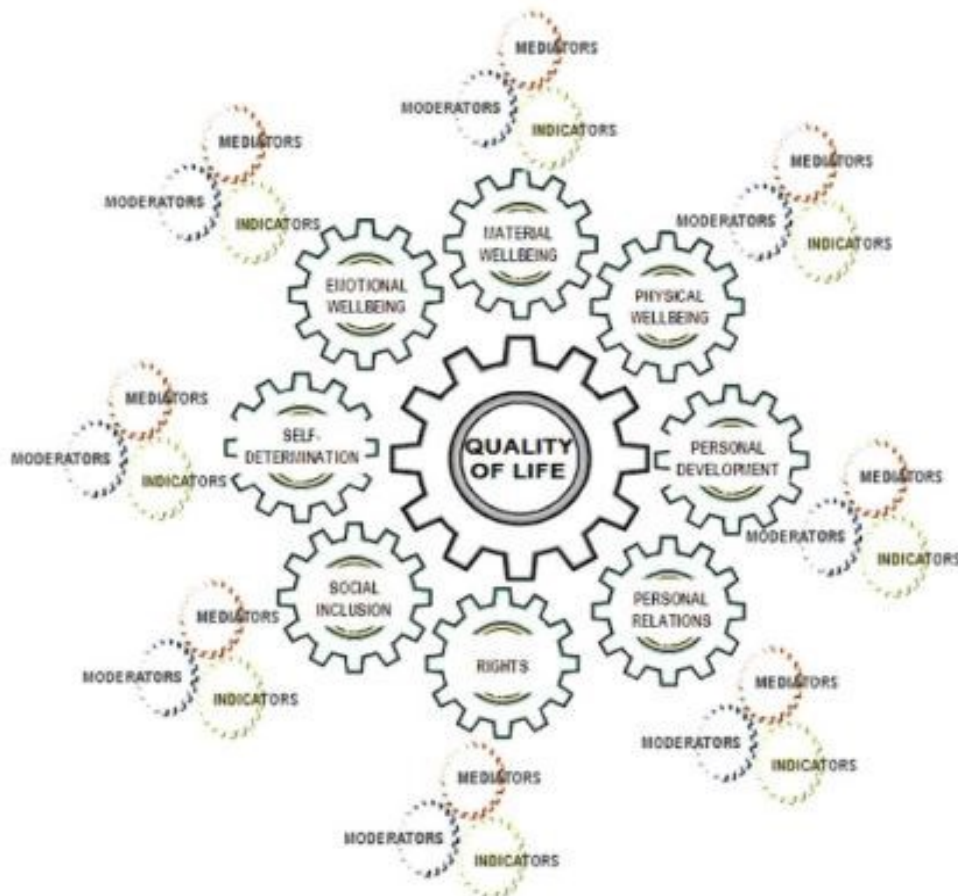 MEDIATORS
MODERATORS
INDICATORS
MEDIATORS
MODERATORS
INDICATORS
MEDIATORS
MODERATORS
INDICATORS
MATERIAL
WELLBEING
EMOTIONAL
WELLBEING
PHYSICAL
WELLBEING
MEDIATORS
MODERATORS
INDICATORS
SELF-
DETERMINATION
QUALITY
OF LIFE
PERSONAL
DEVELOPMENT
MEDIATORS
MODERATORS
INDICATORS
SOCIAL
INCLUSION
PERSONAL
RELATIONS
RIGHTS
MEDIATORS
MODERATORS
INDICATORS
MEDIATORS
MODERATORS
INDICATORS
MEDIATORS
MODERATORS
INDICATORS